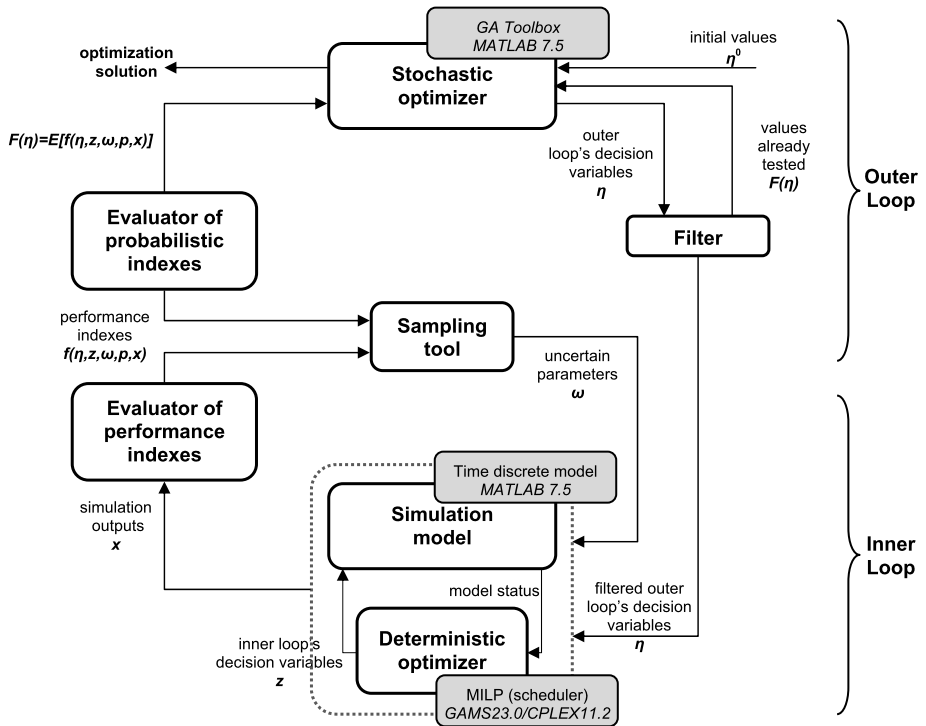 GA Toolbox
MATLAB 7.5
optimization
solution
Stochastic
optimizer
initial values
η⁰
F(η)=E[f(η,z,ω,p,x)]
outer
loop's decision
variables
η
values
already
tested
F(η)
Outer
Loop
Evaluator of
probabilistic
indexes
Filter
performance
indexes
f(η,z,ω,p,x)
Sampling
tool
uncertain
parameters
ω
Evaluator of
performance
indexes
Time discrete model
MATLAB 7.5
simulation
outputs
x
Simulation
model
Inner
Loop
model status
filtered outer
loop's decision
variables
η
inner loop's
decision variables
z
Deterministic
optimizer
MILP (scheduler)
GAMS23.0/CPLEX11.2